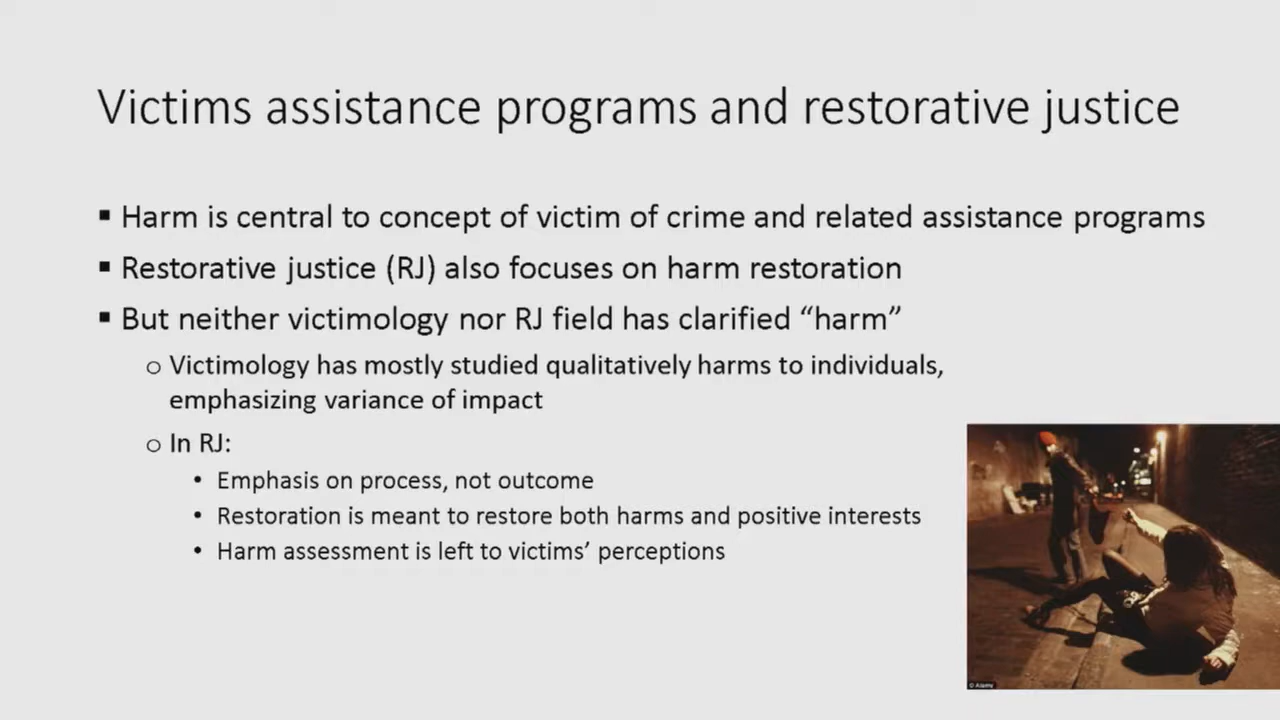 Victims assistance programs and restorative justice
▪ Harm is central to concept of victim of crime and related assistance programs
▪ Restorative justice (RJ) also focuses on harm restoration
▪ But neither victimology nor RJ field has clarified “harm”
o Victimology has mostly studied qualitatively harms to individuals,
emphasizing variance of impact
o In RJ:
• Emphasis on process, not outcome
• Restoration is meant to restore both harms and positive interests
• Harm assessment is left to victims’ perceptions
© Alamy